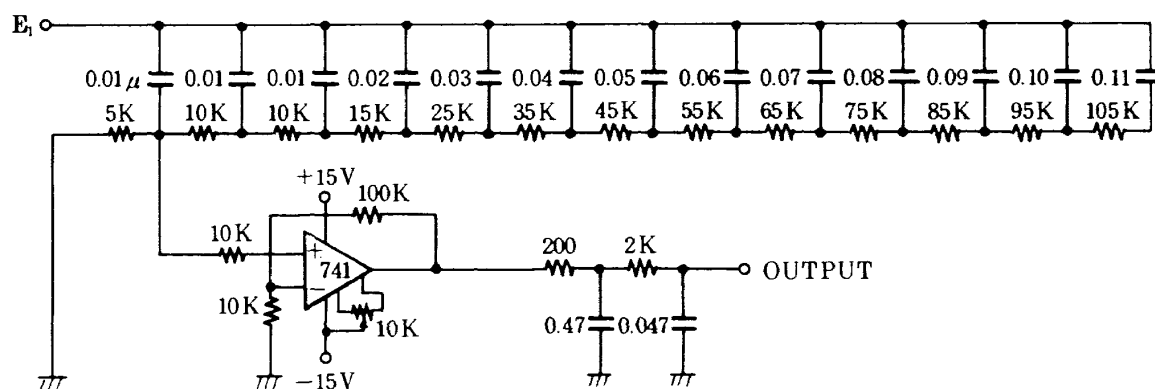 E₁
0.01μ 0.01 0.01 0.02 0.03 0.04 0.05 0.06 0.07 0.08 0.09 0.10 0.11
5K 10K 10K 15K 25K 35K 45K 55K 65K 75K 85K 95K 105K
+15V
100K
10K
+
741
−
200 2K
OUTPUT
10K
10K
0.47 0.047
−15V